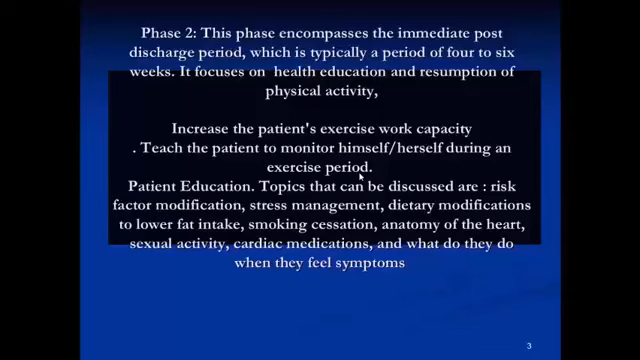 Phase 2: This phase encompasses the immediate post
discharge period, which is typically a period of four to six
weeks. It focuses on health education and resumption of
physical activity,
Increase the patient's exercise work capacity
. Teach the patient to monitor himself/herself during an
exercise period.
Patient Education. Topics that can be discussed are : risk
factor modification, stress management, dietary modifications
to lower fat intake, smoking cessation, anatomy of the heart,
sexual activity, cardiac medications, and what do they do
when they feel symptoms
3